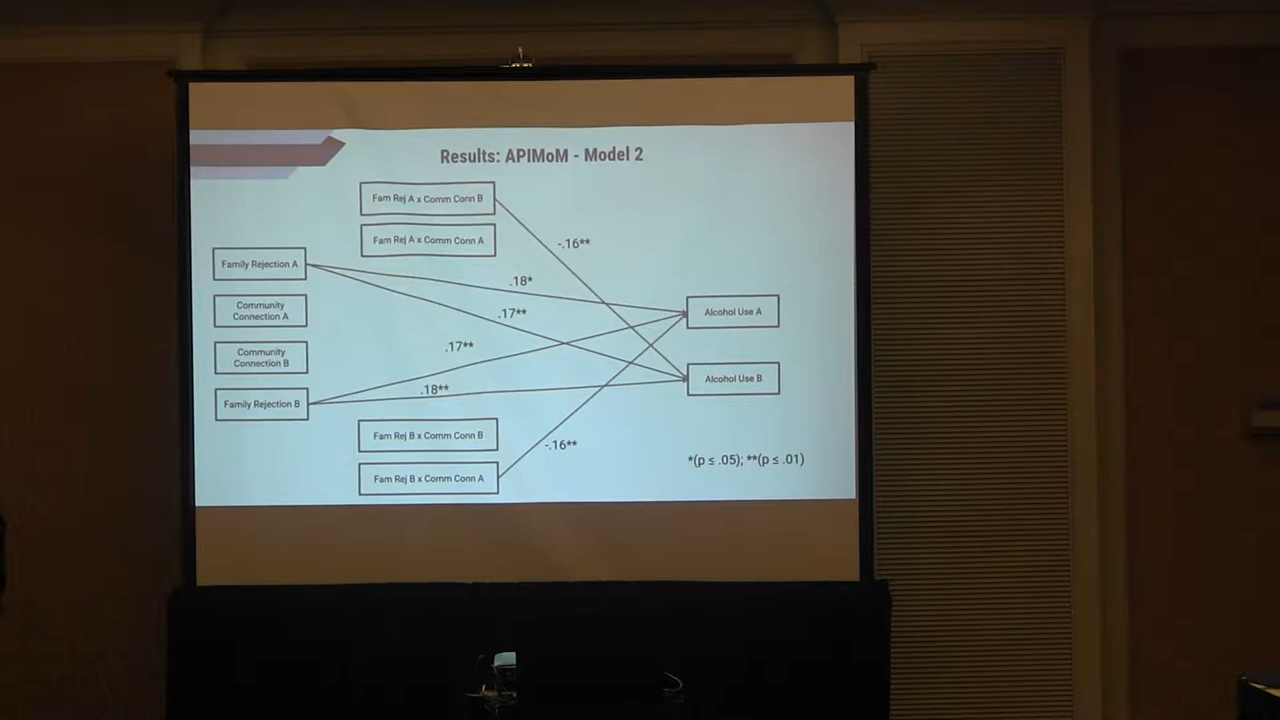 Results: APIMoM - Model 2
Fam Rej A x Comm Conn B
Fam Rej A x Comm Conn A
-.16**
Family Rejection A
.18*
Community
Connection A
.17**
Alcohol Use A
.17**
Community
Connection B
Alcohol Use B
.18**
Family Rejection B
Fam Rej B x Comm Conn B
-.16**
*(p ≤ .05); **(p ≤ .01)
Fam Rej B x Comm Conn A